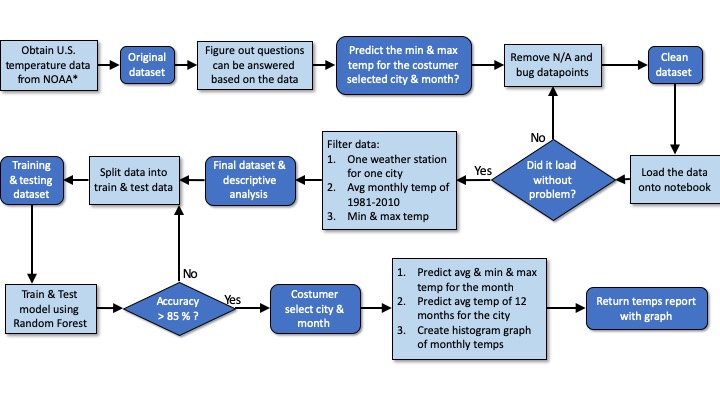 Obtain U.S.
temperature data
from NOAA*
Original
dataset
Figure out questions
can be answered
based on the data
Predict the min & max
temp for the costumer
selected city & month?
Remove N/A and
bug datapoints
Clean
dataset
Load the data
onto notebook
Did it load
without
problem?
No
Yes
Filter data:
1. One weather station
for one city
2. Avg monthly temp of
1981-2010
3. Min & max temp
Final dataset &
descriptive
analysis
Split data into
train & test data
Training
& testing
dataset
Train & Test
model using
Random Forest
Accuracy
> 85 % ?
No
Yes
Costumer
select city &
month
1. Predict avg & min & max
temp for the month
2. Predict avg temp of 12
months for the city
3. Create histogram graph
of monthly temps
Return temps report
with graph